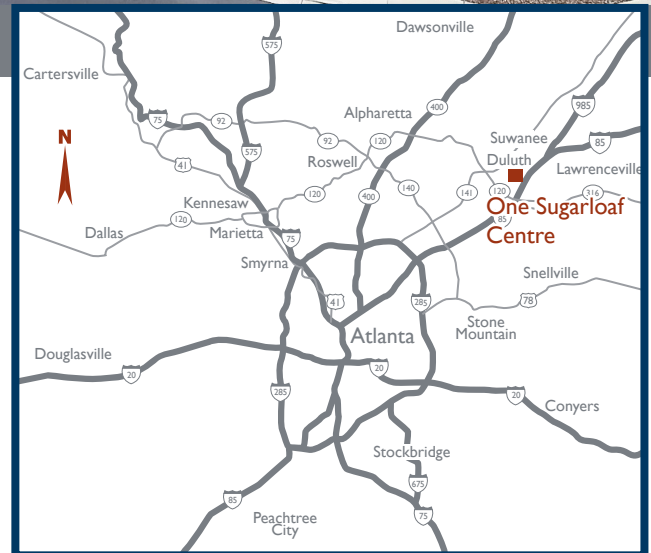 Dawsonville
575
Cartersville
400
985
Alpharetta
75
92
Suwanee
92
120
85
575
Roswell
Duluth
Lawrenceville
N
41
120
400
140
141
120
316
Kennesaw
One Sugarloaf
Centre
85
Dallas
120
Marietta
75
Smyrna
Snellville
41
285
78
Stone
Mountain
Atlanta
Douglasville
20
20
285
20
Conyers
Stockbridge
675
85
75
Peachtree
City